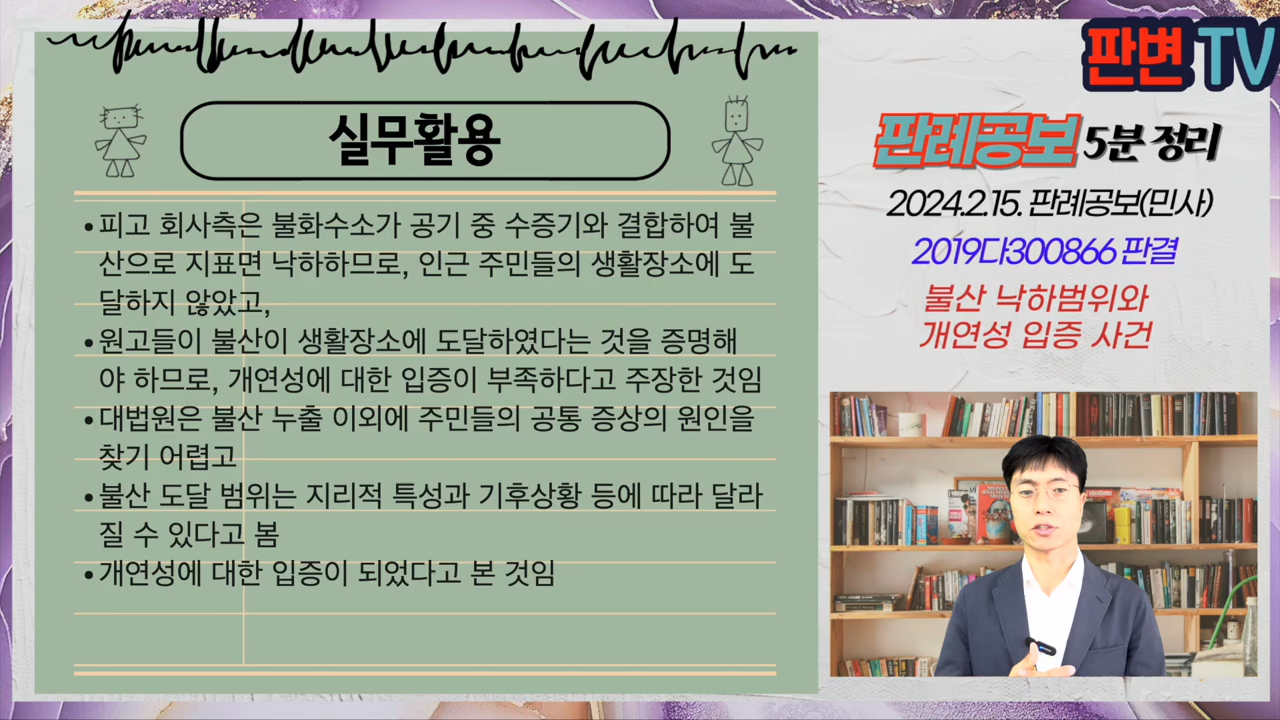 판변 TV
실무활용
•피고 회사측은 불화수소가 공기 중 수증기와 결합하여 불
산으로 지표면 낙하하므로, 인근 주민들의 생활장소에 도
달하지 않았고,
•원고들이 불산이 생활장소에 도달하였다는 것을 증명해
야 하므로, 개연성에 대한 입증이 부족하다고 주장한 것임
•대법원은 불산 누출 이외에 주민들의 공통 증상의 원인을
찾기 어렵고
•불산 도달 범위는 지리적 특성과 기후상황 등에 따라 달라
질 수 있다고 봄
•개연성에 대한 입증이 되었다고 본 것임
판례공보 5분 정리
2024.2.15. 판례공보(민사)
2019다300866 판결
불산 낙하범위와
개연성 입증 사건